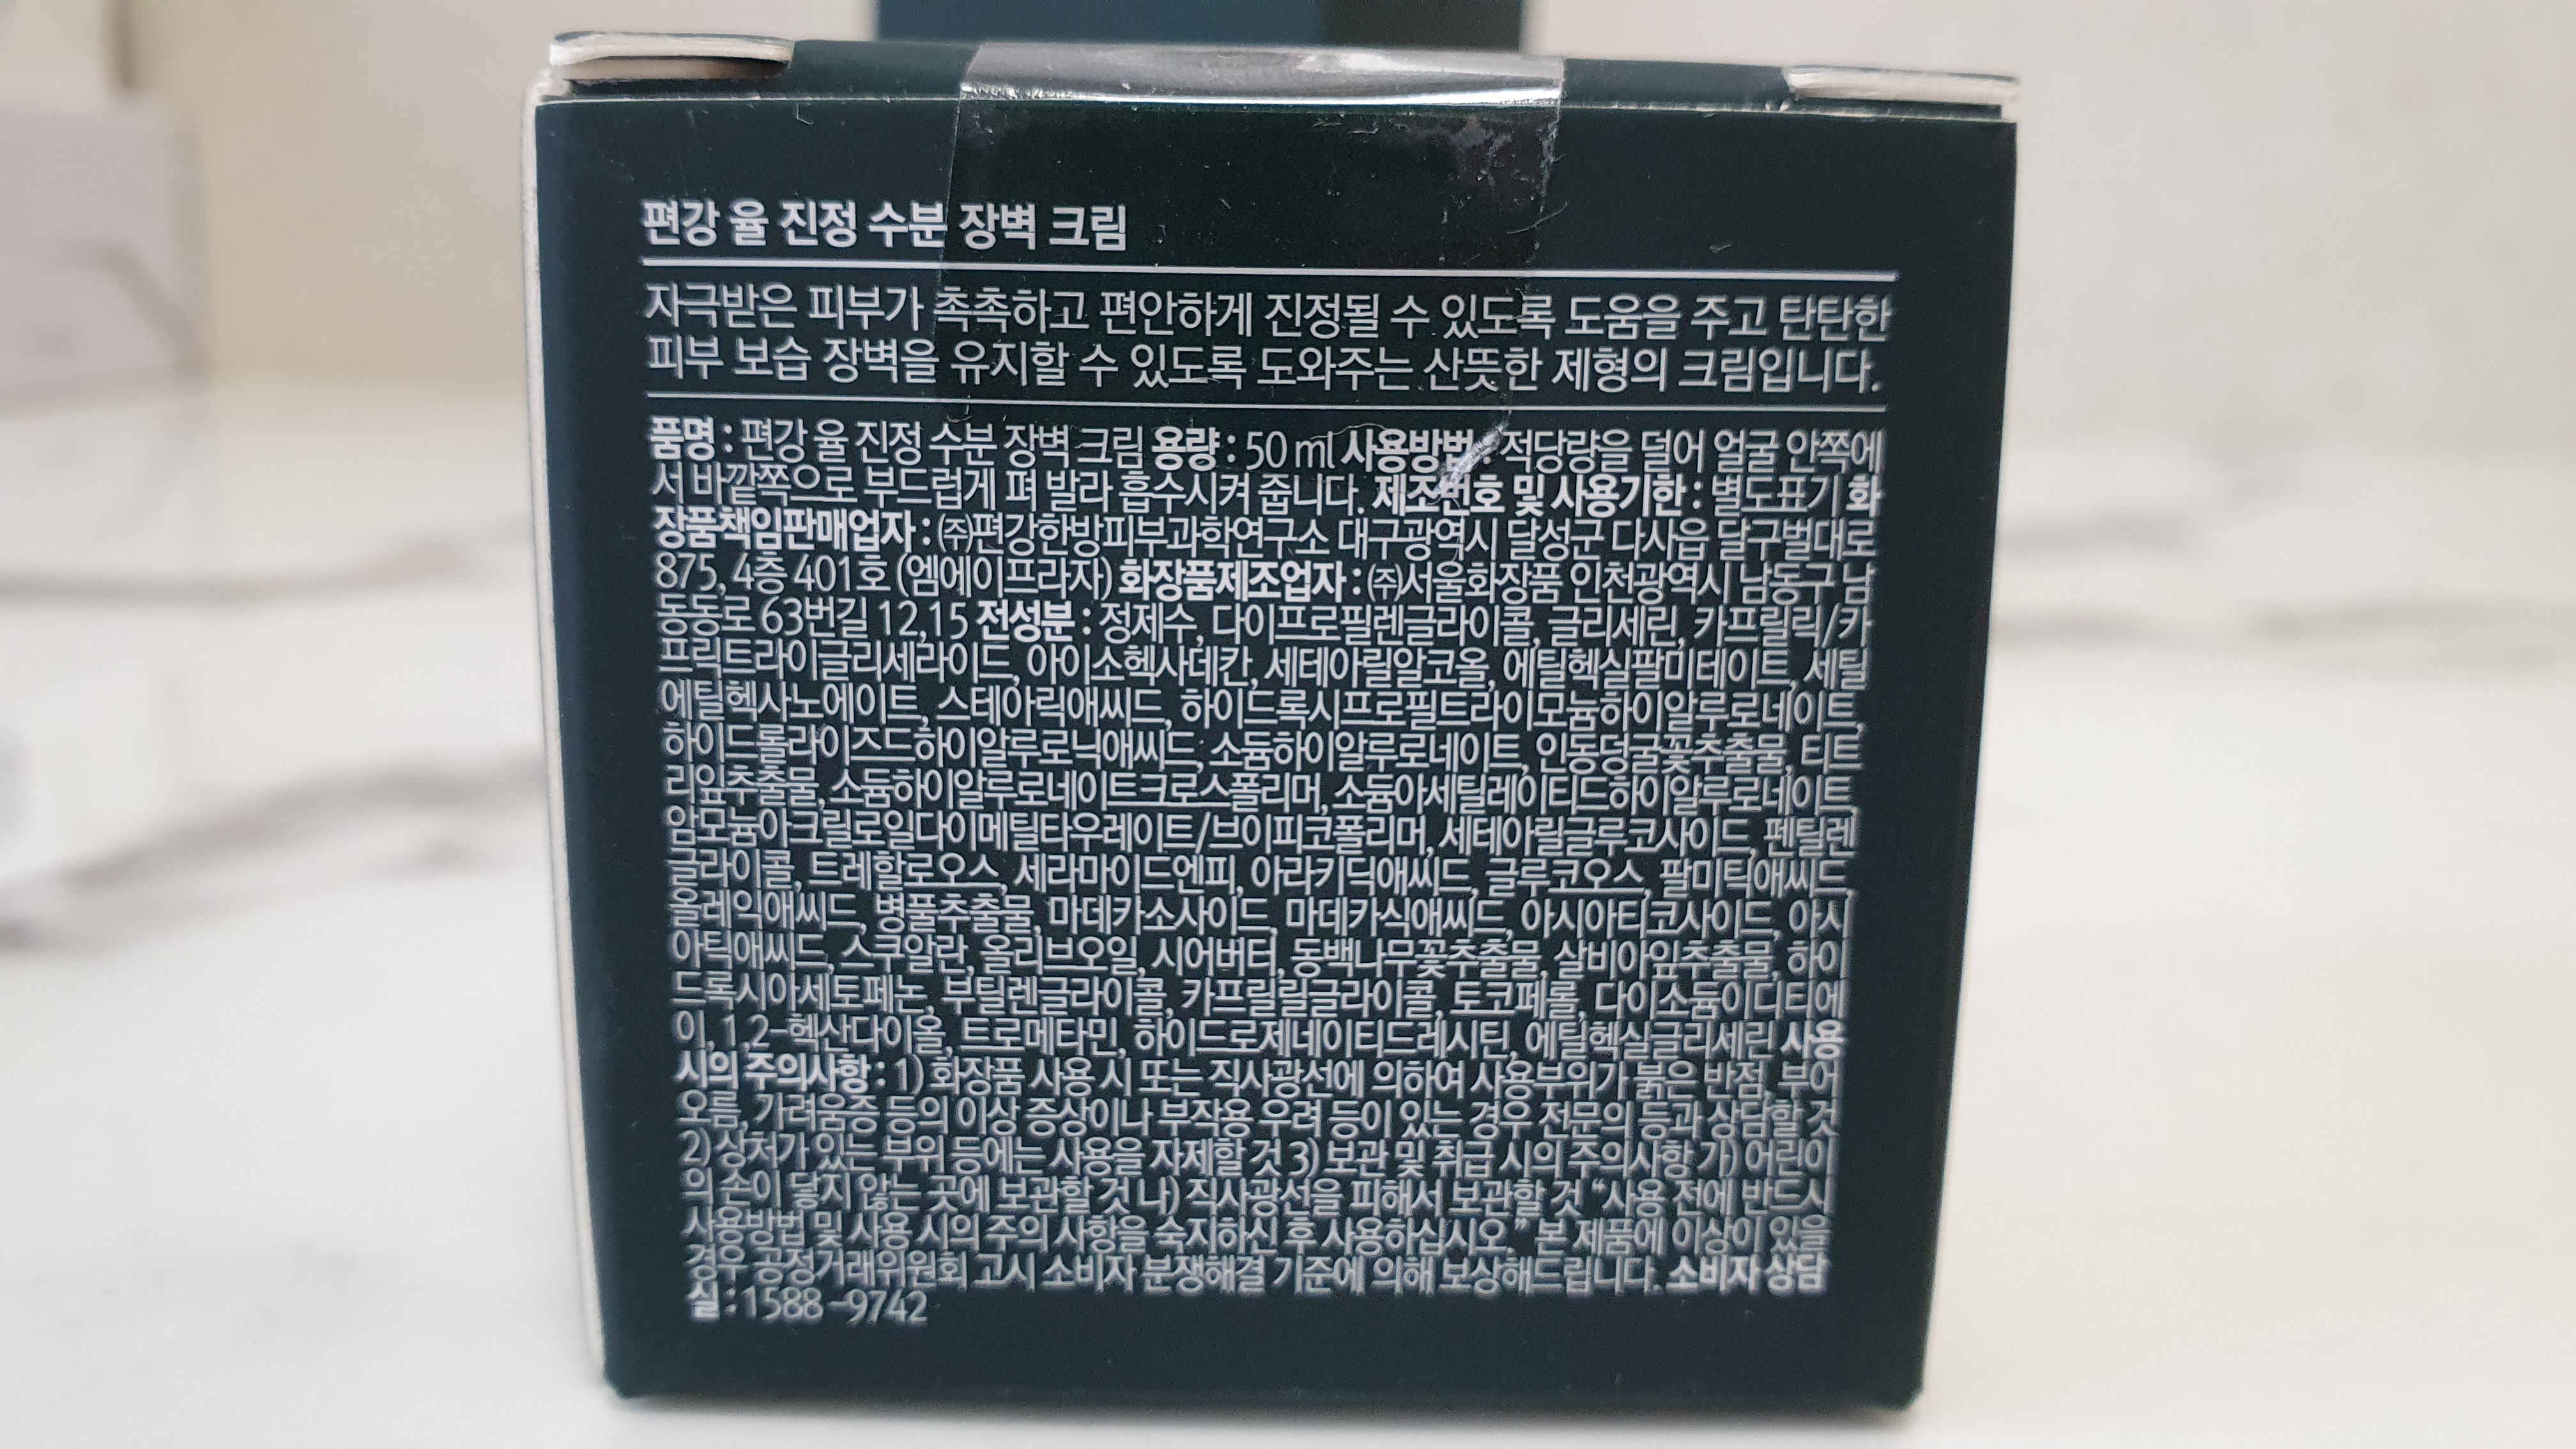 편강 율 진정 수분 장벽 크림
자극받은 피부가 촉촉하고 편안하게 진정될 수 있도록 도움을 주고 탄탄한
피부 보습 장벽을 유지할 수 있도록 도와주는 산뜻한 제형의 크림입니다.
품명 : 편강 율 진정 수분 장벽 크림 용량 : 50 ml 사용방법 : 적당량을 덜어 얼굴 안쪽에
서 바깥쪽으로 부드럽게 펴 발라 흡수시켜 줍니다. 제조번호 및 사용기한 : 별도표기 화
장품책임판매업자 : ㈜편강한방피부과학연구소 대구광역시 달성군 다사읍 달구벌대로
875, 4층 401호 (엠에이프라자) 화장품제조업자 : ㈜서울화장품 인천광역시 남동구 남
동동로 63번길 12,15 전성분 : 정제수, 다이프로필렌글라이콜, 글리세린, 카프릴릭/카
프릭트라이글리세라이드, 아이소헥사데칸, 세테아릴알코올, 에틸헥실팔미테이트, 세틸
에틸헥사노에이트, 스테아릭애씨드, 하이드록시프로필트라이모늄하이알루로네이트,
하이드롤라이즈드하이알루로닉애씨드, 소듐하이알루로네이트, 인동덩굴꽃추출물, 티트
리잎추출물, 소듐하이알루로네이트크로스폴리머, 소듐아세틸레이티드하이알루로네이트,
암모늄아크릴로일다이메틸타우레이트/브이피코폴리머, 세테아릴글루코사이드, 펜틸렌
글라이콜, 트레할로오스, 세라마이드엔피, 아라키딕애씨드, 글루코오스, 팔미틱애씨드,
올레익애씨드, 병풀추출물, 마데카소사이드, 마데카식애씨드, 아시아티코사이드, 아시
아틱애씨드, 스쿠알란, 올리브오일, 시어버터, 동백나무꽃추출물, 살비아잎추출물, 하이
드록시아세토페논, 부틸렌글라이콜, 카프릴릴글라이콜, 토코페롤, 다이소듐이디티에
이, 1,2-헥산다이올, 트로메타민, 하이드로제네이티드레시틴, 에틸헥실글리세린 사용
시의 주의사항 : 1) 화장품 사용 시 또는 직사광선에 의하여 사용부위가 붉은 반점, 부어
오름, 가려움증 등의 이상 증상이나 부작용 우려 등이 있는 경우 전문의 등과 상담할 것
2) 상처가 있는 부위 등에는 사용을 자제할 것 3) 보관 및 취급 시의 주의사항 가) 어린이
의 손이 닿지 않는 곳에 보관할 것 나) 직사광선을 피해서 보관할 것 “사용 전에 반드시
사용방법 및 사용 시의 주의 사항을 숙지하신 후 사용하십시오.” 본 제품에 이상이 있을
경우 공정거래위원회 고시 소비자 분쟁해결 기준에 의해 보상해드립니다. 소비자 상담
실 : 1588-9742